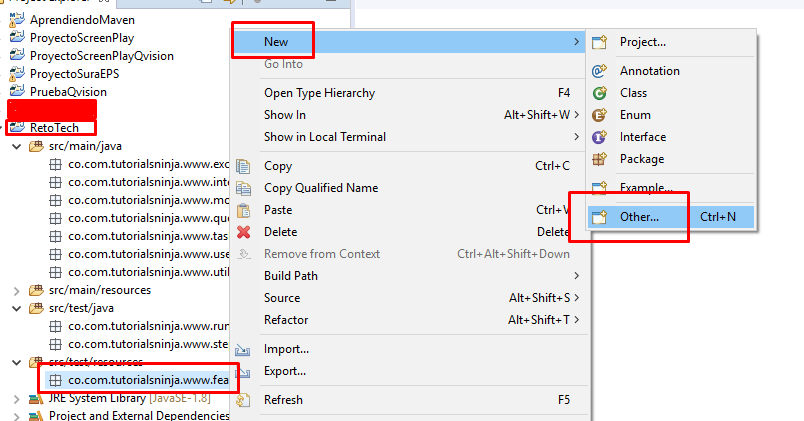 AprendiendoMaven
ProyectoScreenPlay
ProyectoScreenPlayQvision
ProyectoSuraEPS
PruebaQvision
RetoTech
src/main/java
co.com.tutorialsninja.www.exc
co.com.tutorialsninja.www.inte
co.com.tutorialsninja.www.mo
co.com.tutorialsninja.www.que
co.com.tutorialsninja.www.tas
co.com.tutorialsninja.www.use
co.com.tutorialsninja.www.util
src/main/resources
src/test/java
co.com.tutorialsninja.www.run
co.com.tutorialsninja.www.ste
src/test/resources
co.com.tutorialsninja.www.fea
JRE System Library [JavaSE-1.8]
Project and External Dependencies
New
Go Into
Open Type Hierarchy F4
Show In Alt+Shift+W
Show in Local Terminal
Copy Ctrl+C
Copy Qualified Name
Paste Ctrl+V
Delete Delete
Remove from Context Ctrl+Alt+Shift+Down
Build Path
Source Alt+Shift+S
Refactor Alt+Shift+T
Import...
Export...
Refresh F5
Project...
Annotation
Class
Enum
Interface
Package
Example...
Other... Ctrl+N